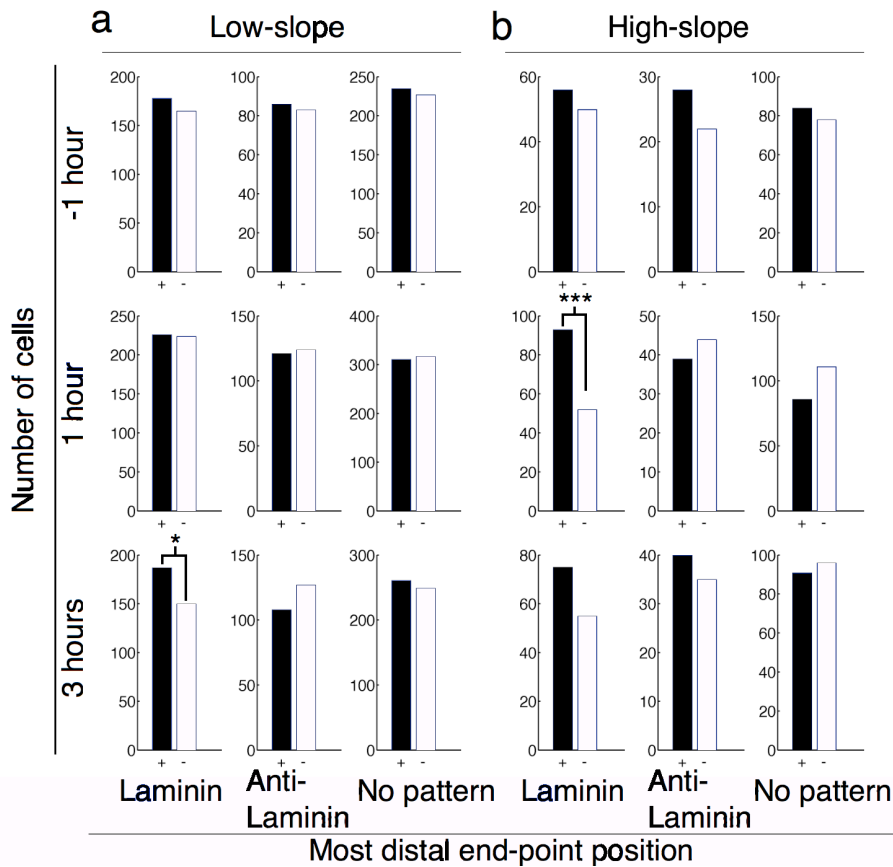 a Low-slope b High-slope
-1 hour
200 100 250 60 30 100
150 80 200 40 20 80
100 60 150 20 10 60
50 40 100 0 0 40
0 20 50 20
0 0 0
+ - + - + - + - + - + -
Number of cells
1 hour
***
250 150 400 100 50 150
200 100 300 80 40 100
150 50 200 60 30 50
100 0 100 40 20 0
50 0 20 10
0 0 0
+ - + - + - + - + - + -
3 hours
*
200 150 300 80 40 100
150 100 200 60 30 80
100 50 100 40 20 60
50 0 0 20 10 40
0 0 0 20
0
+ - + - + - + - + - + -
Laminin Anti-Laminin No pattern Laminin Anti-Laminin No pattern
Most distal end-point position